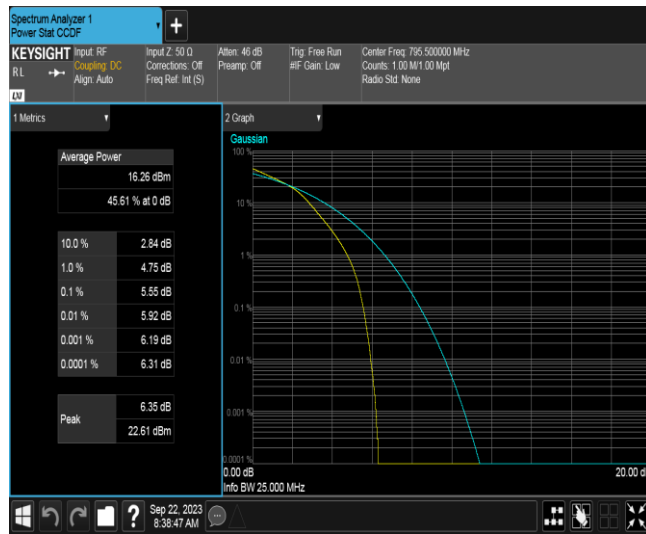 Spectrum Analyzer 1
Power Stat CCDF
KEYSIGHT
RL
LXI
Input: RF
Coupling: DC
Align: Auto
Input Z: 50 Ω
Corrections: Off
Freq Ref: Int (S)
Atten: 46 dB
Preamp: Off
Trig: Free Run
#IF Gain: Low
Center Freq: 795.500000 MHz
Counts: 1.00 M/1.00 Mpt
Radio Std: None
1 Metrics
Average Power
16.26 dBm
45.61 % at 0 dB
10.0 % 2.84 dB
1.0 % 4.75 dB
0.1 % 5.55 dB
0.01 % 5.92 dB
0.001 % 6.19 dB
0.0001 % 6.31 dB
Peak
6.35 dB
22.61 dBm
2 Graph
Gaussian
100 %
10 %
1 %
0.1 %
0.01 %
0.001 %
0.0001 %
0.00 dB
20.00 d
Info BW 25.000 MHz
?
Sep 22, 2023
8:38:47 AM